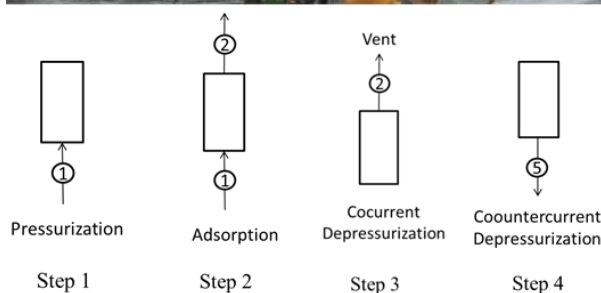 2
Vent
2
1
1
5
Pressurization
Adsorption
Cocurrent
Depressurization
Coountercurrent
Depressurization
Step 1
Step 2
Step 3
Step 4